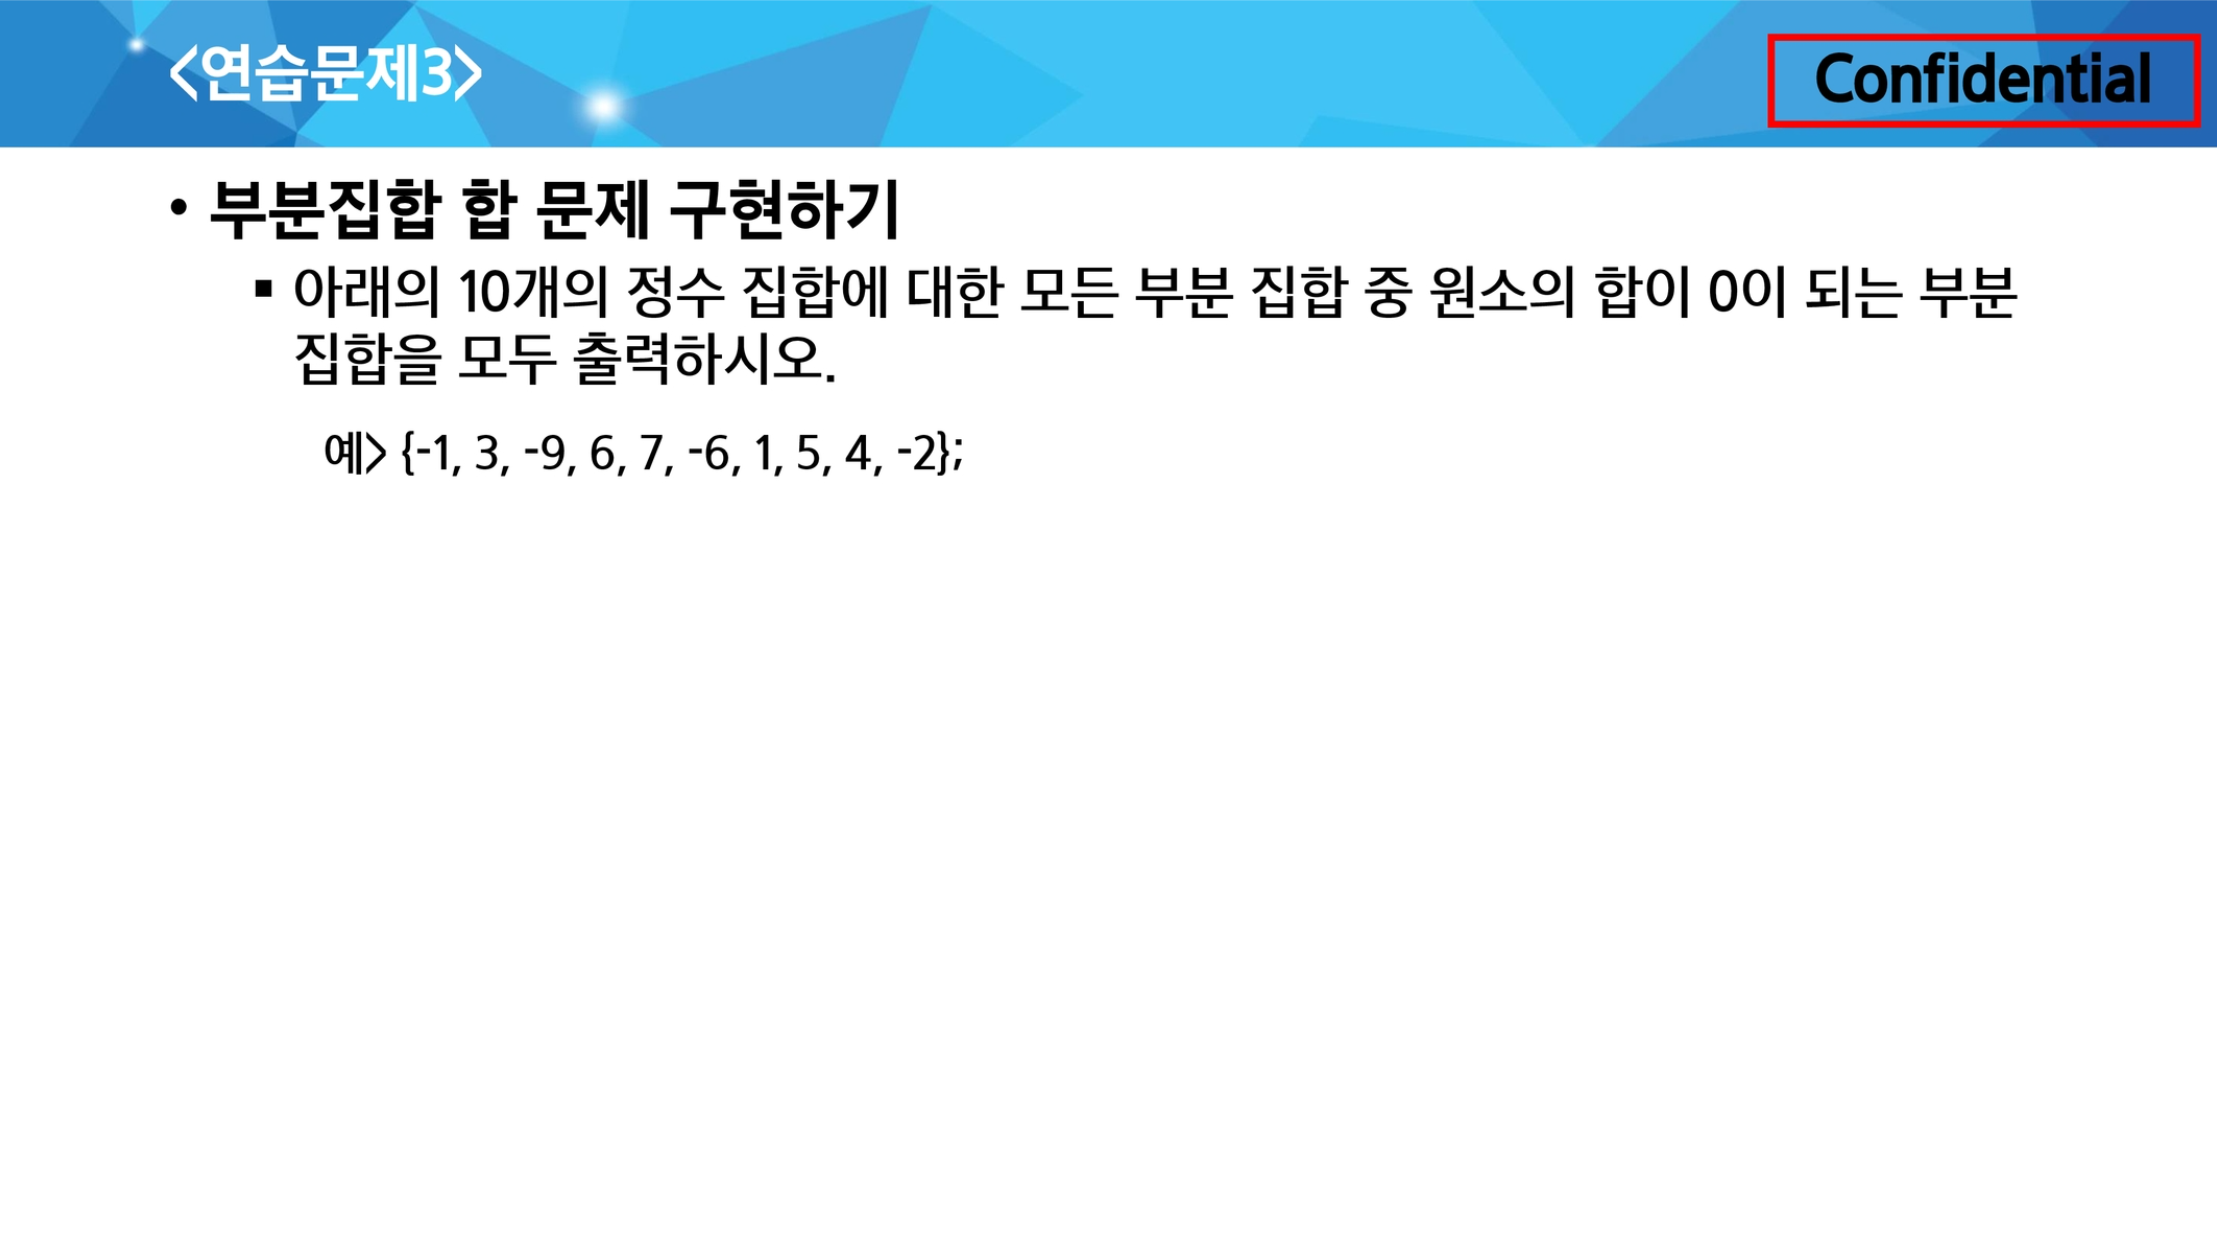 <연습문제3>
Confidential
• 부분집합 합 문제 구현하기
▪ 아래의 10개의 정수 집합에 대한 모든 부분 집합 중 원소의 합이 0이 되는 부분
집합을 모두 출력하시오.
예> {-1, 3, -9, 6, 7, -6, 1, 5, 4, -2};